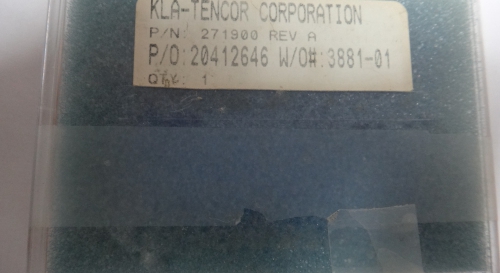 KLA-TENCOR CORPORATION
P/N: 271900 REV A
P/O:20412646 W/O#:3881-01
QTY: 1